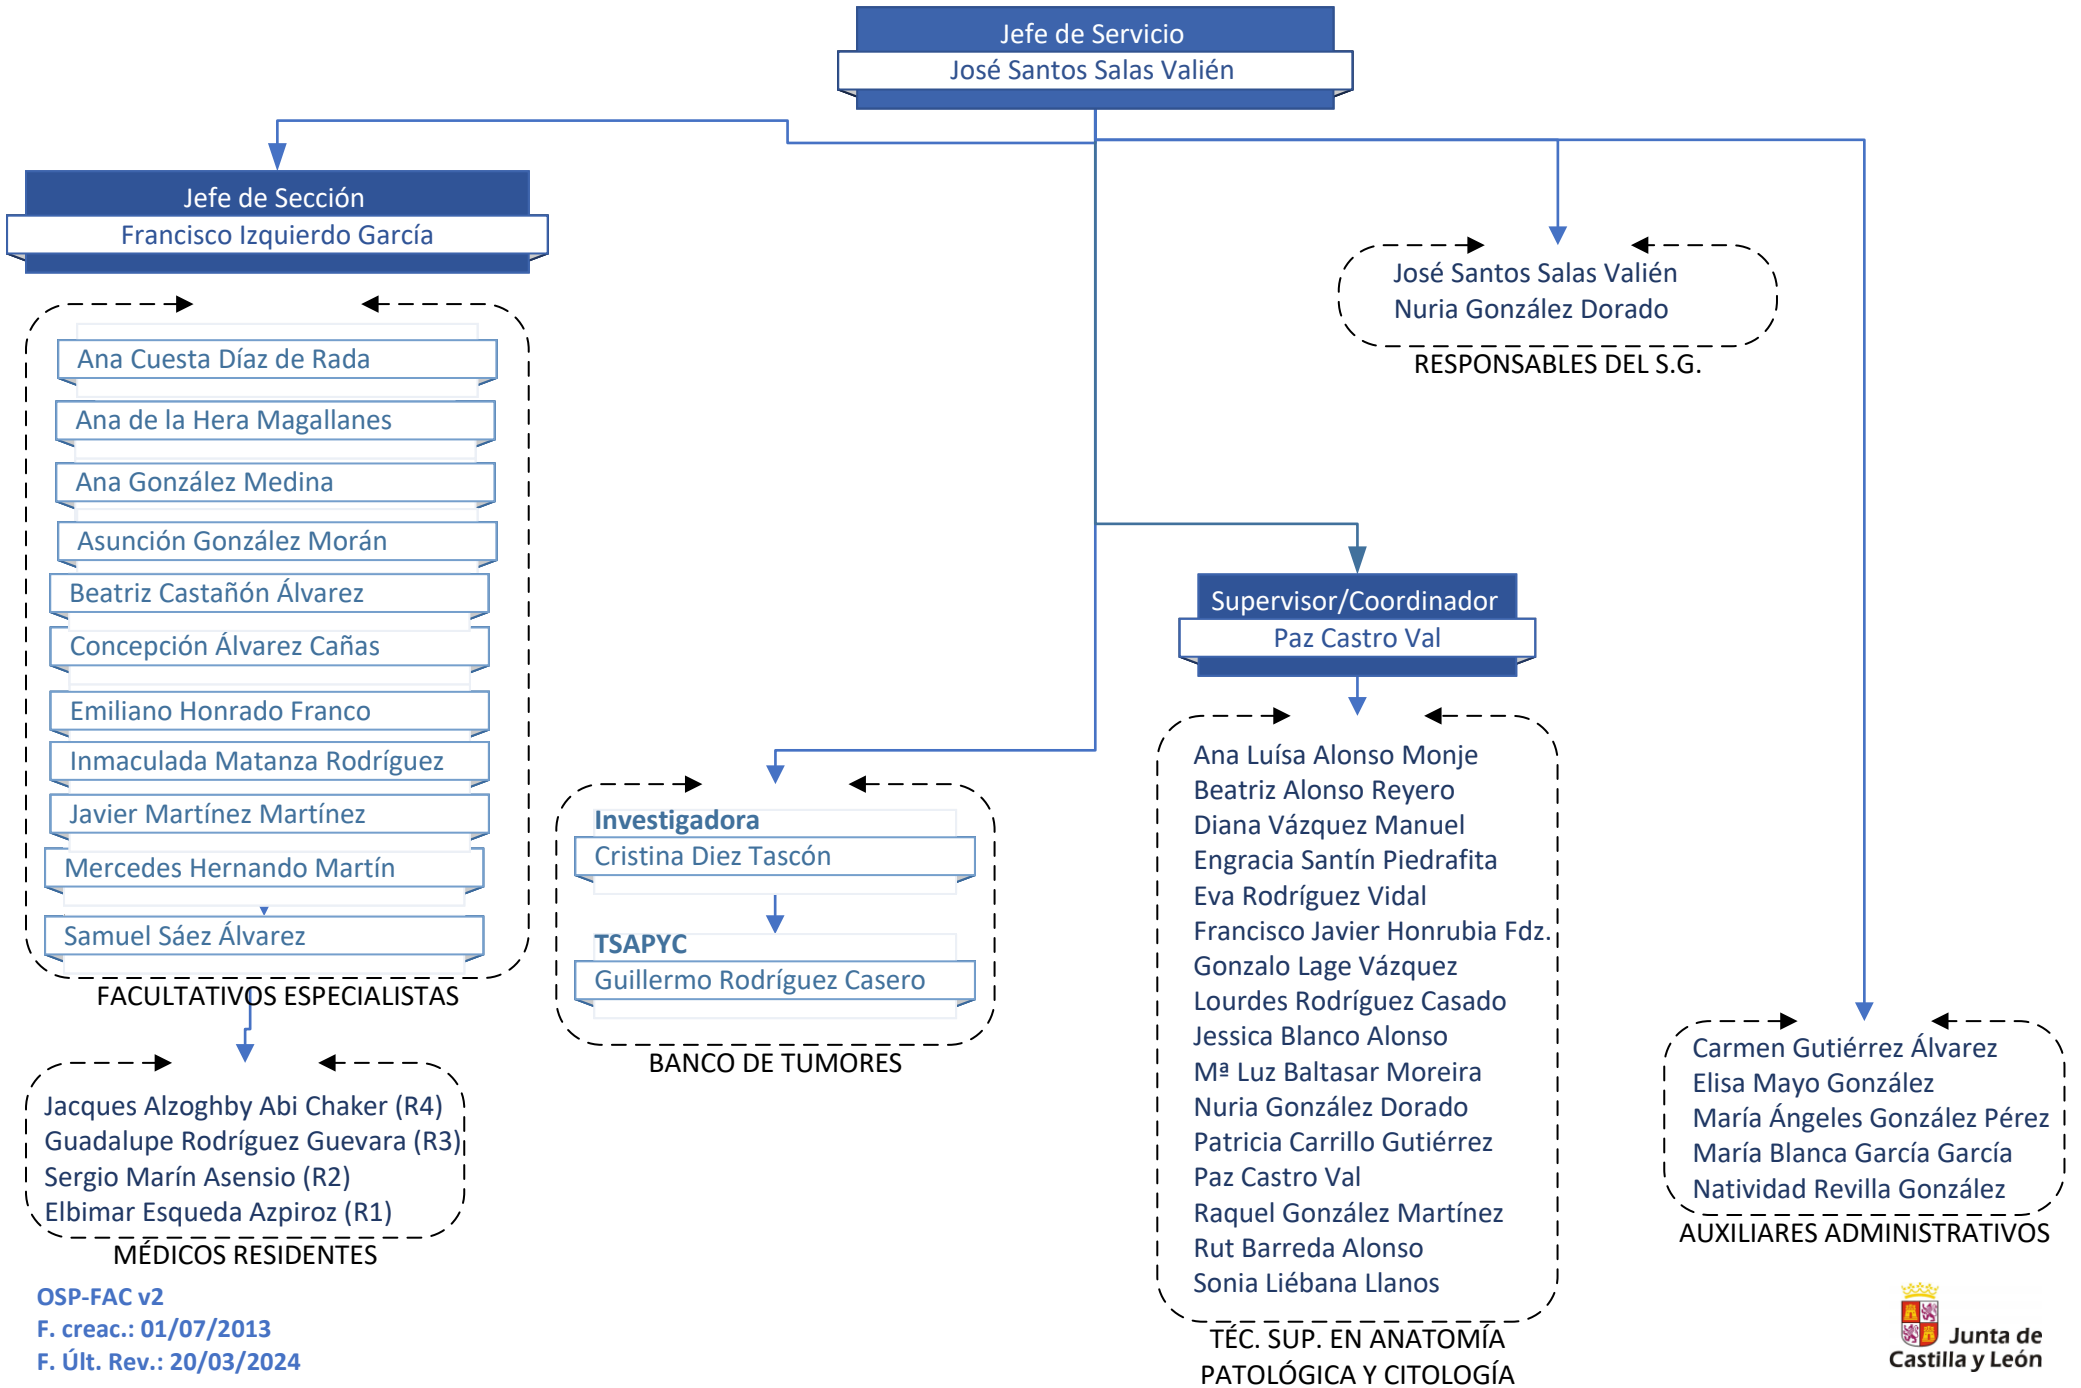 Jefe de Servicio
José Santos Salas Valién
Jefe de Sección
Francisco Izquierdo García
José Santos Salas Valién
Nuria González Dorado
RESPONSABLES DEL S.G.
Ana Cuesta Díaz de Rada
Ana de la Hera Magallanes
Ana González Medina
Asunción González Morán
Beatriz Castañón Álvarez
Concepción Álvarez Cañas
Emiliano Honrado Franco
Inmaculada Matanza Rodríguez
Javier Martínez Martínez
Mercedes Hernando Martín
Samuel Sáez Álvarez
FACULTATIVOS ESPECIALISTAS
Jacques Alzoghby Abi Chaker (R4)
Guadalupe Rodríguez Guevara (R3)
Sergio Marín Asensio (R2)
Elbimar Esqueda Azpiroz (R1)
MÉDICOS RESIDENTES
Investigadora
Cristina Diez Tascón
TSAPYC
Guillermo Rodríguez Casero
BANCO DE TUMORES
Supervisor/Coordinador
Paz Castro Val
Ana Luísa Alonso Monje
Beatriz Alonso Reyero
Diana Vázquez Manuel
Engracia Santín Piedrafita
Eva Rodríguez Vidal
Francisco Javier Honrubia Fdz.
Gonzalo Lage Vázquez
Lourdes Rodríguez Casado
Jessica Blanco Alonso
Mª Luz Baltasar Moreira
Nuria González Dorado
Patricia Carrillo Gutiérrez
Paz Castro Val
Raquel González Martínez
Rut Barreda Alonso
Sonia Liébana Llanos
TÉC. SUP. EN ANATOMÍA
PATOLÓGICA Y CITOLOGÍA
Carmen Gutiérrez Álvarez
Elisa Mayo González
María Ángeles González Pérez
María Blanca García García
Natividad Revilla González
AUXILIARES ADMINISTRATIVOS
OSP-FAC v2
F. creac.: 01/07/2013
F. Últ. Rev.: 20/03/2024
Junta de
Castilla y León